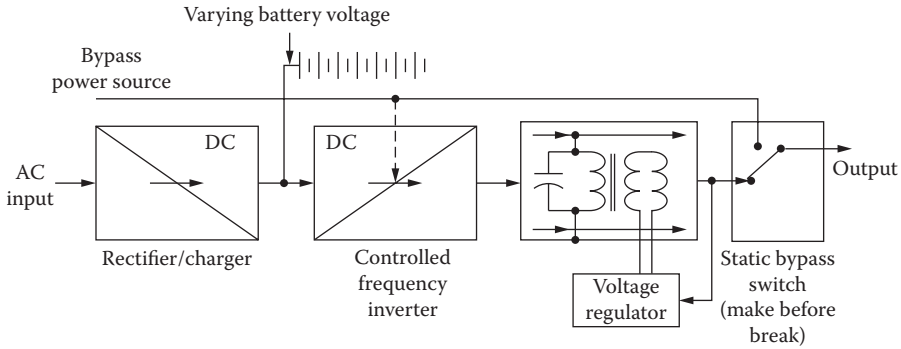 Varying battery voltage
Bypass
power source
DC
DC
AC
input
Output
Rectifier/charger
Controlled
frequency
inverter
Voltage
regulator
Static bypass
switch
(make before
break)